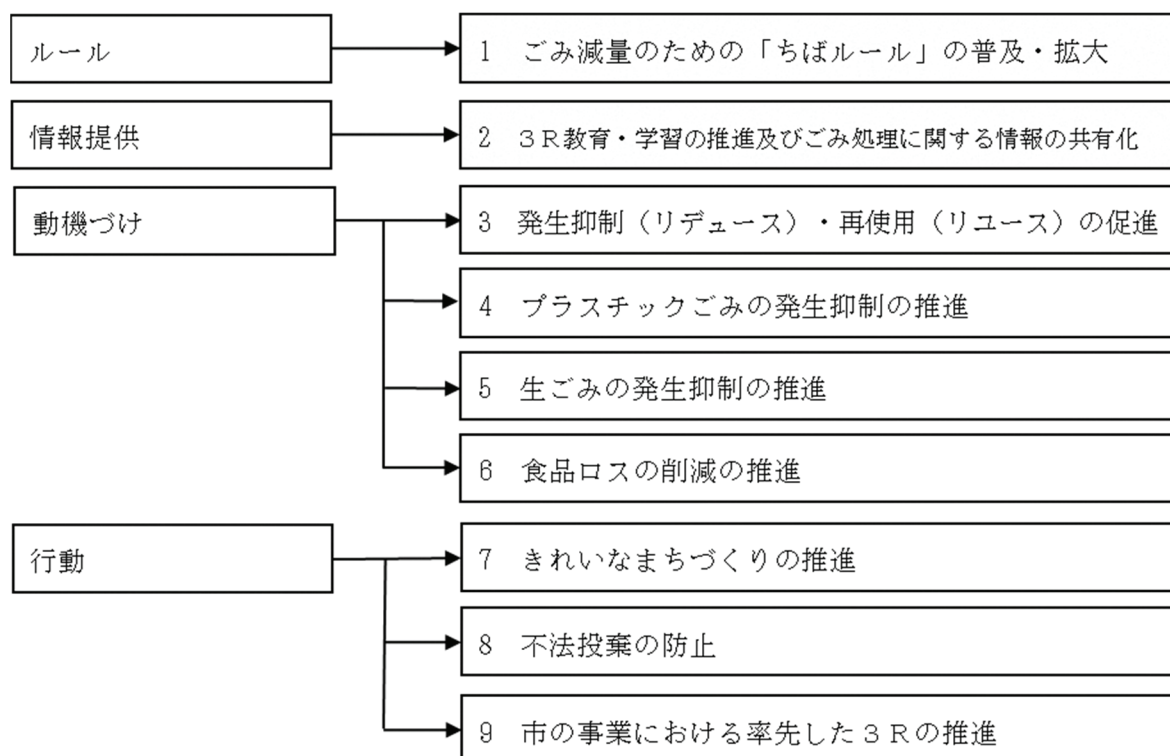 ルール
1 ごみ減量のための「ちばルール」の普及・拡大
情報提供
2 3R教育・学習の推進及びごみ処理に関する情報の共有化
動機づけ
3 発生抑制（リデュース）・再使用（リユース）の促進
4 プラスチックごみの発生抑制の推進
5 生ごみの発生抑制の推進
6 食品ロスの削減の推進
行動
7 きれいなまちづくりの推進
8 不法投棄の防止
9 市の事業における率先した3Rの推進